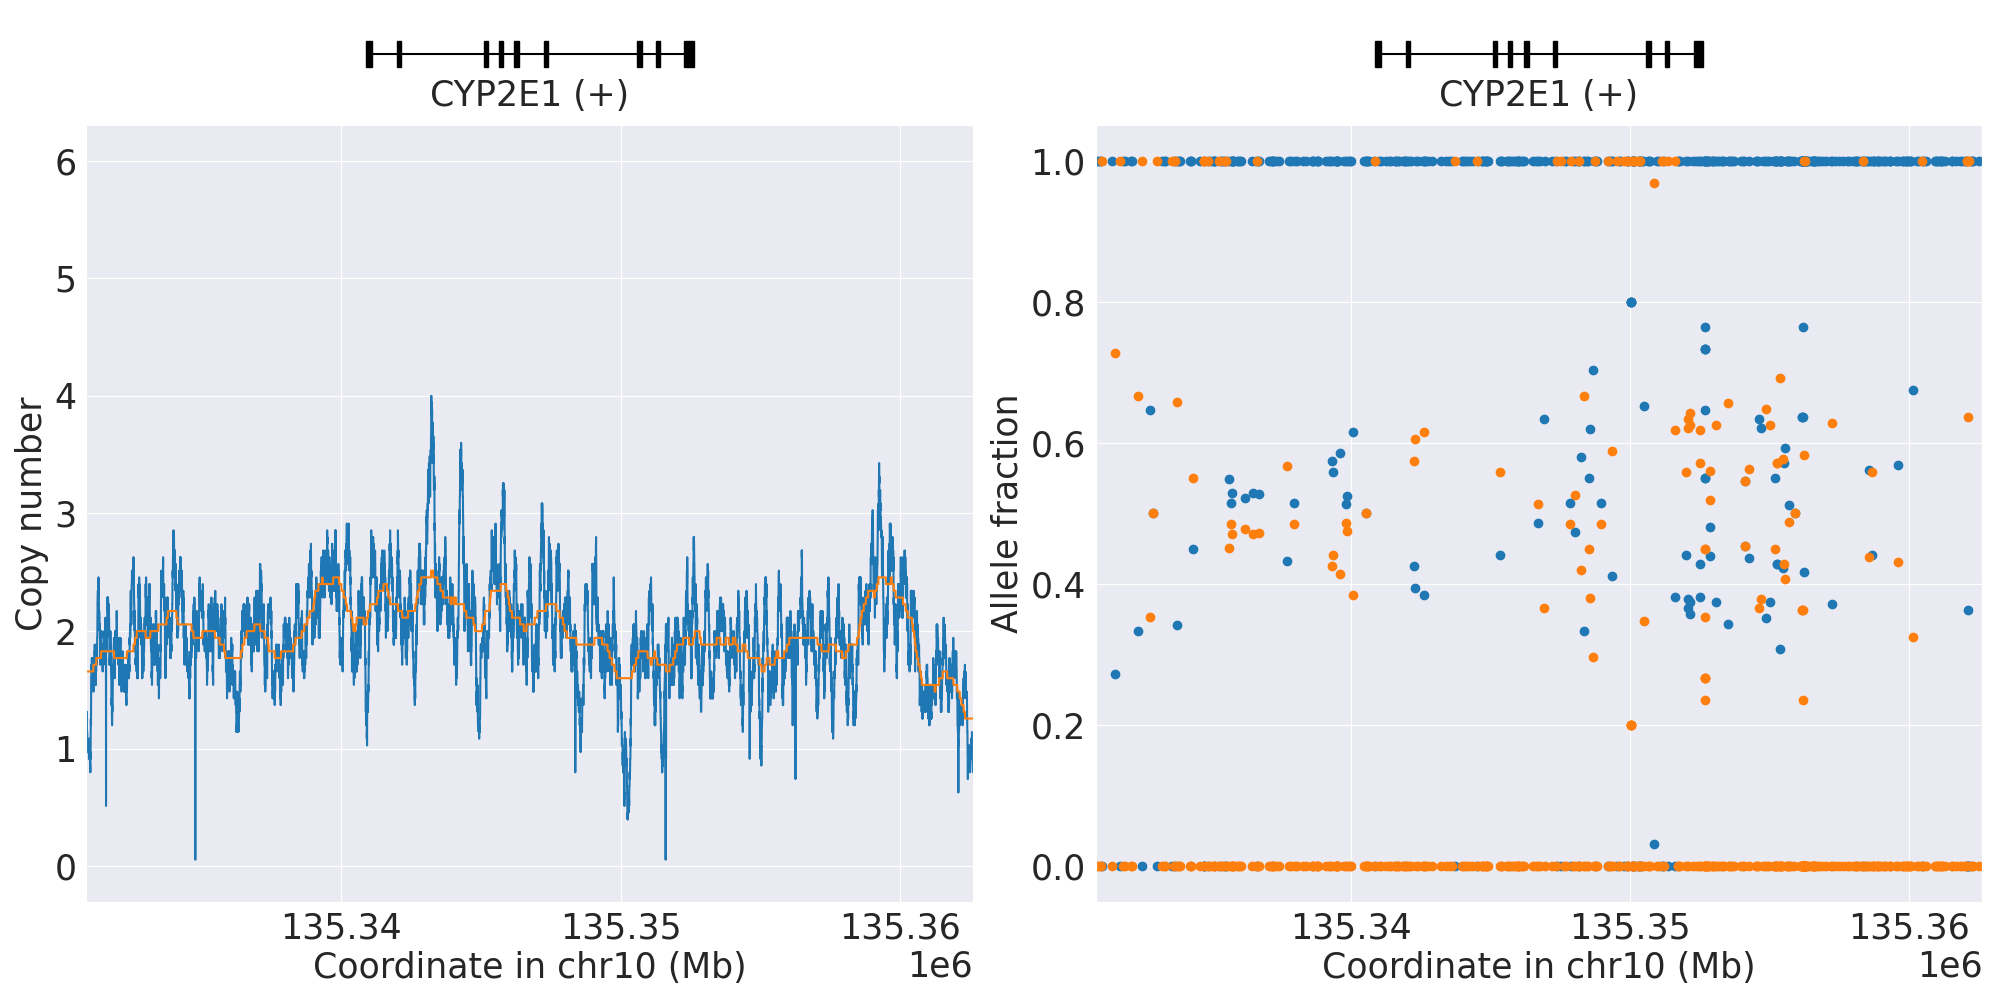 CYP2E1 (+)
6
5
4
3
2
1
0
Copy number
135.34
135.35
135.36
Coordinate in chr10 (Mb)
1e6
CYP2E1 (+)
1.0
0.8
0.6
0.4
0.2
0.0
Allele fraction
135.34
135.35
135.36
Coordinate in chr10 (Mb)
1e6